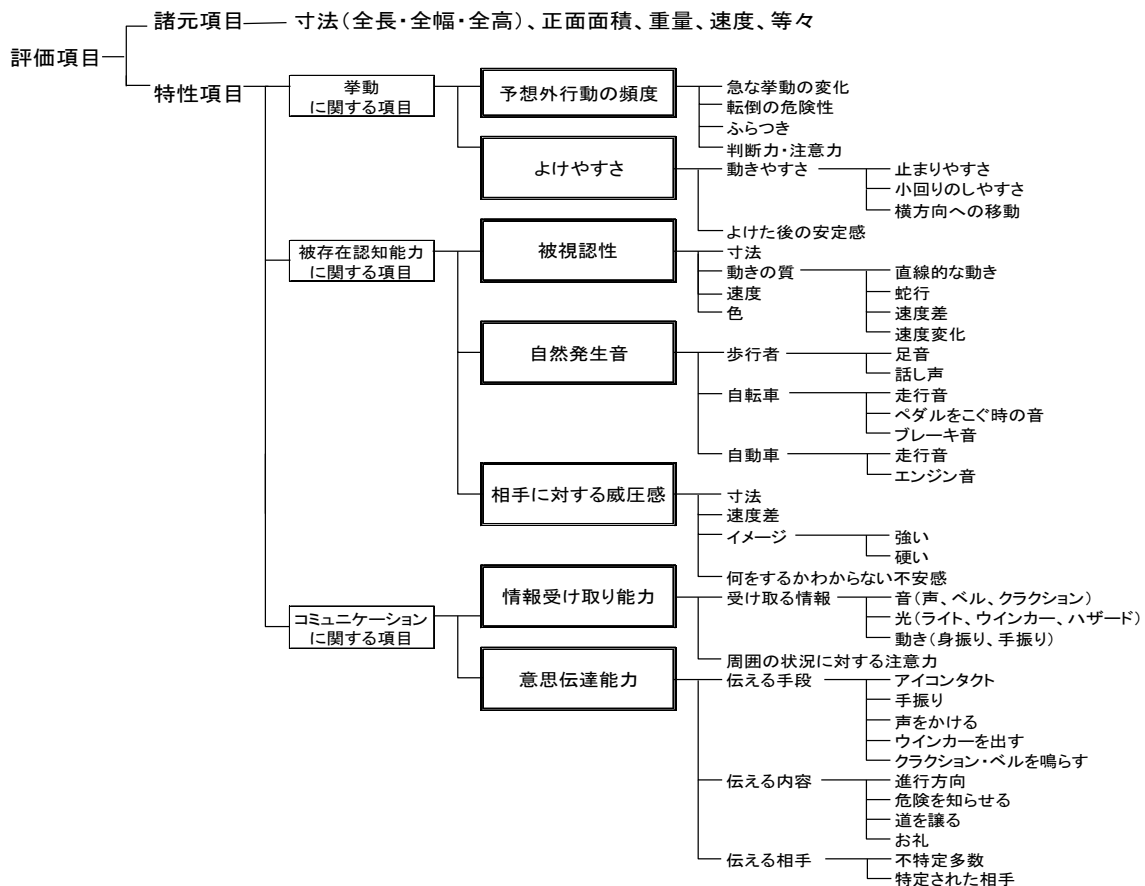 諸元項目 寸法(全長・全幅・全高)、正面面積、重量、速度、等々
評価項目
特性項目
挙動
に関する項目
予想外行動の頻度
急な挙動の変化
転倒の危険性
ふらつき
判断力・注意力
よけやすさ
動きやすさ
止まりやすさ
小回りのしやすさ
横方向への移動
よけた後の安定感
被存在認知能力
に関する項目
被視認性
寸法
動きの質
直線的な動き
蛇行
速度差
速度変化
速度
色
自然発生音
歩行者
足音
話し声
自転車
走行音
ペダルをこぐ時の音
ブレーキ音
自動車
走行音
エンジン音
相手に対する威圧感
寸法
速度差
イメージ
強い
硬い
何をするかわからない不安感
コミュニケーション
に関する項目
情報受け取り能力
受け取る情報
音(声、ベル、クラクション)
光(ライト、ウインカー、ハザード)
動き(身振り、手振り)
周囲の状況に対する注意力
意思伝達能力
伝える手段
アイコンタクト
手振り
声をかける
ウインカーを出す
クラクション・ベルを鳴らす
伝える内容
進行方向
危険を知らせる
道を譲る
お礼
伝える相手
不特定多数
特定された相手